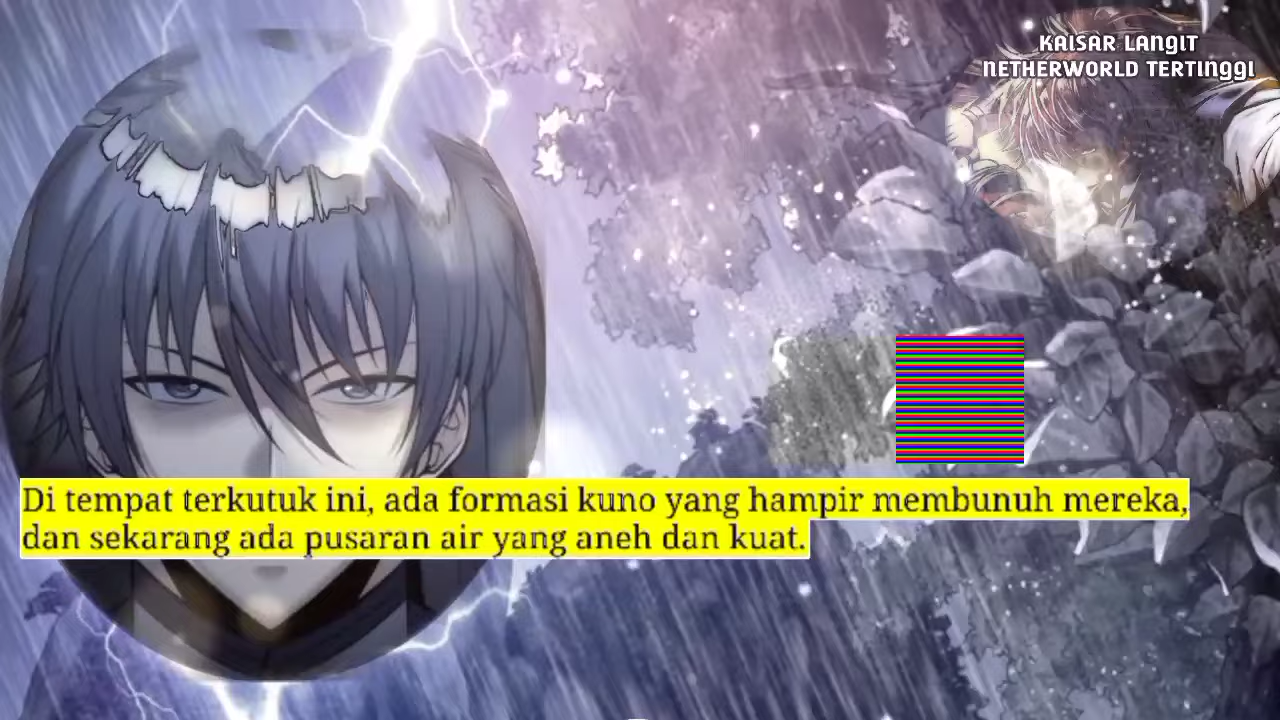 KAISAR LANGIT
NETHERWORLD TERTINGGI
Di tempat terkutuk ini, ada formasi kuno yang hampir membunuh mereka,
dan sekarang ada pusaran air yang aneh dan kuat.